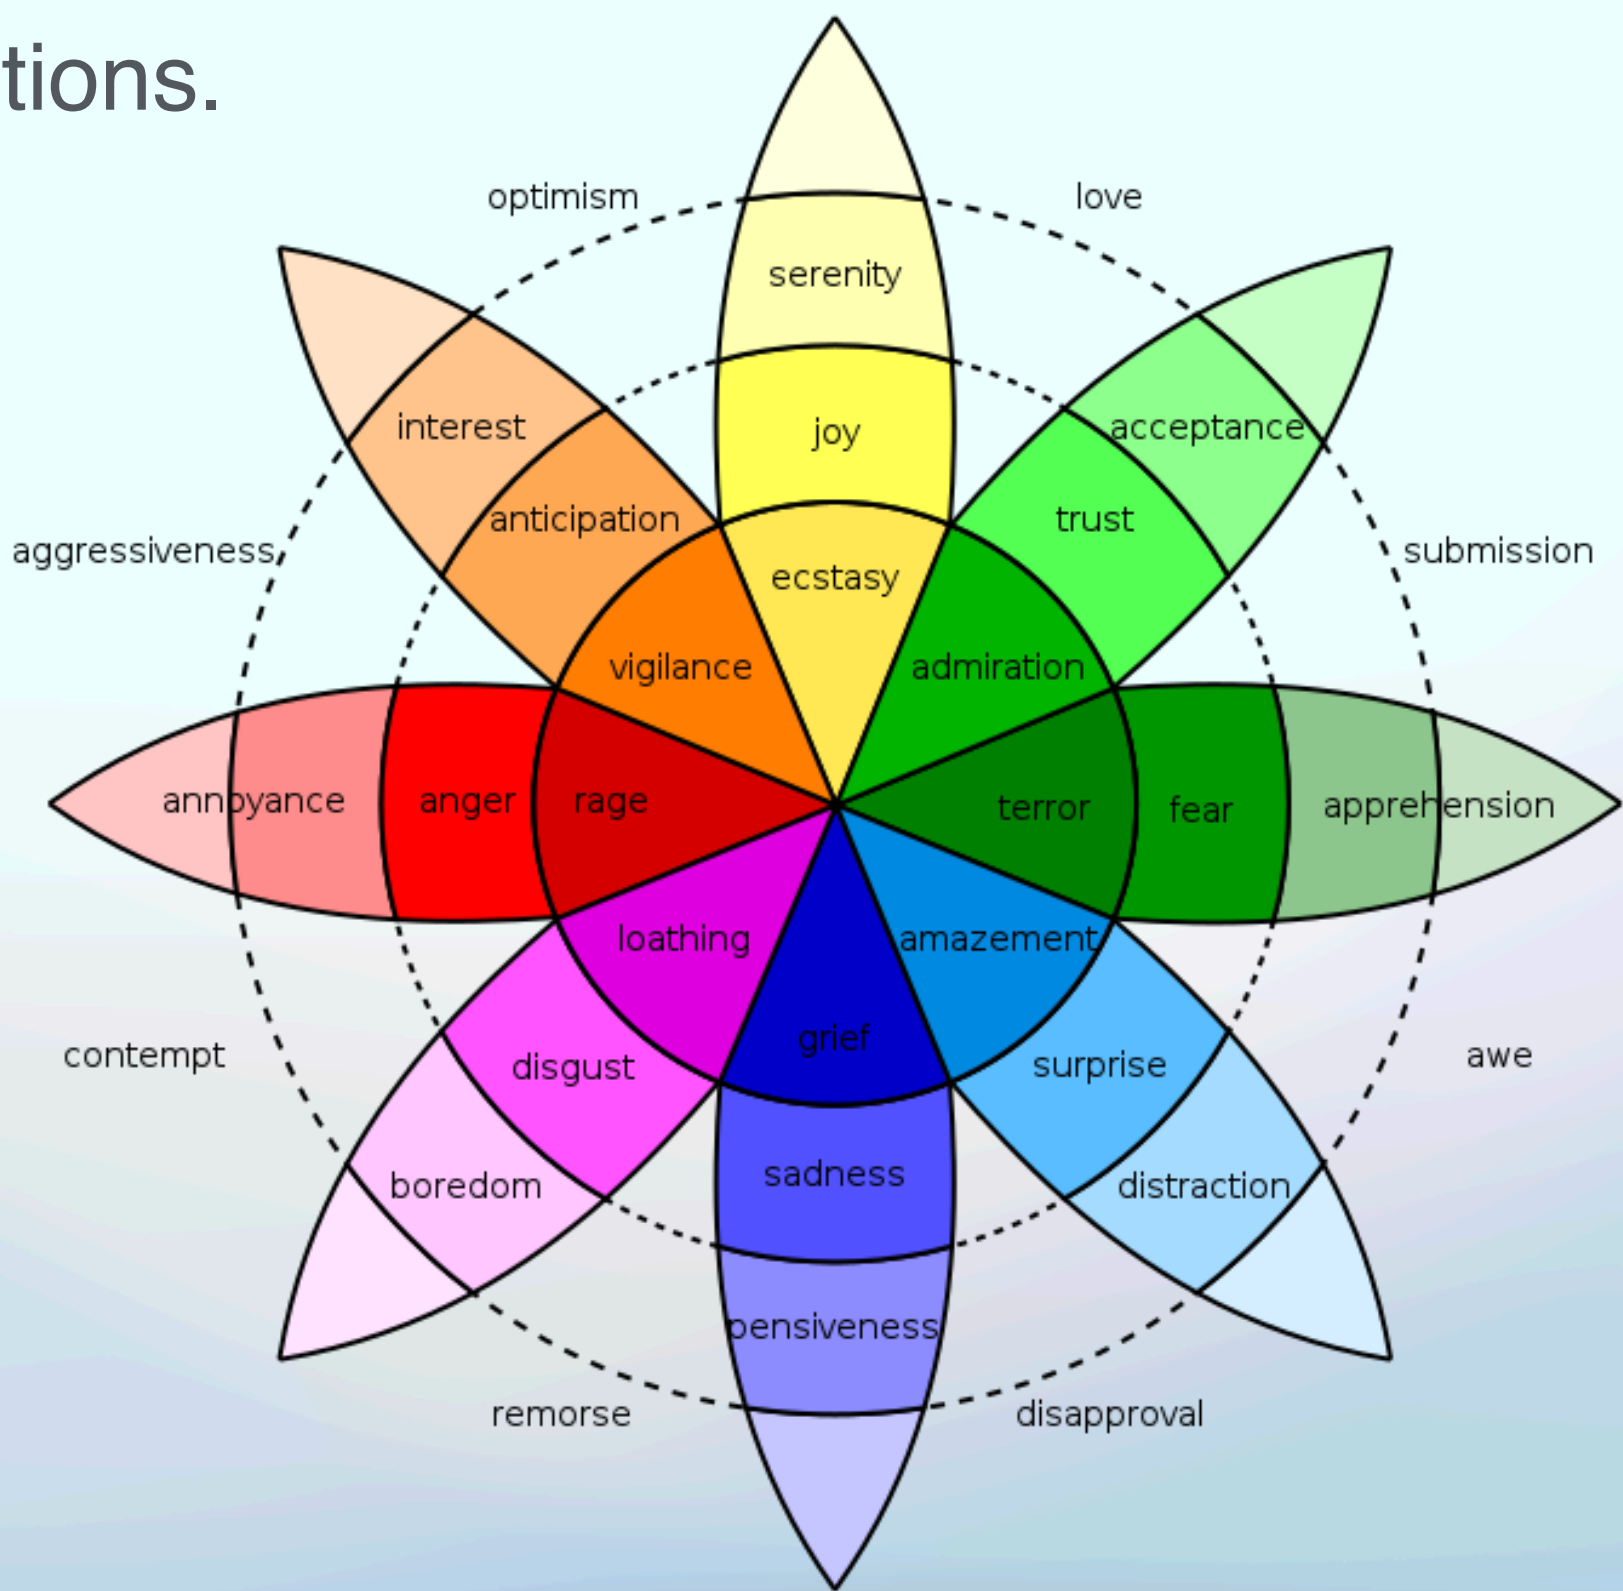 tions.
optimism
love
serenity
interest
joy
acceptance
anticipation
trust
aggressiveness
submission
ecstasy
vigilance
admiration
annoyance
anger
rage
terror
fear
apprehension
loathing
amazement
contempt
grief
awe
disgust
surprise
boredom
sadness
distraction
pensiveness
remorse
disapproval